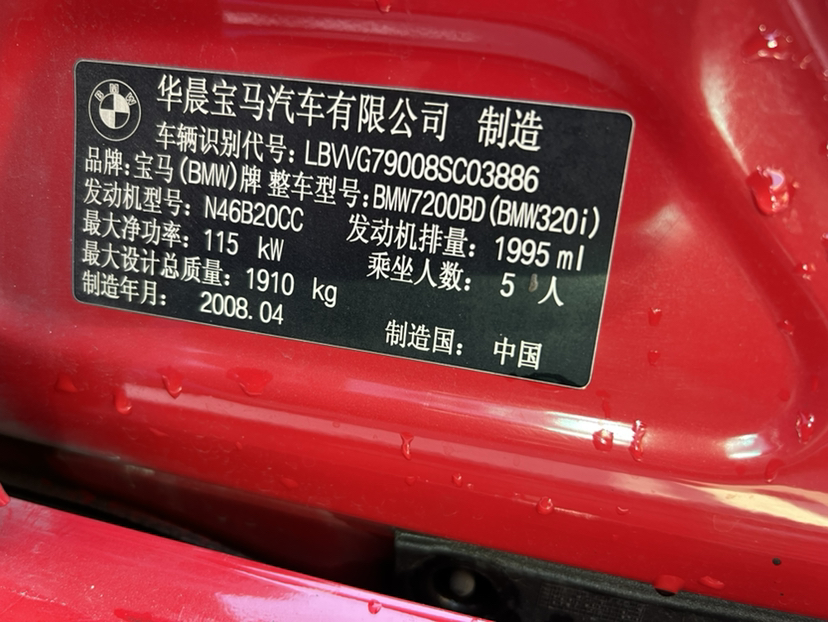 华晨宝马汽车有限公司 制造
车辆识别代号：LBVVG79008SC03886
品牌：宝马(BMW)牌 整车型号：BMW7200BD(BMW320i)
发动机型号：N46B20CC 发动机排量：1995 ml
最大净功率：115 kW 乘坐人数：5 人
最大设计总质量：1910 kg
制造年月：2008.04 制造国：中国